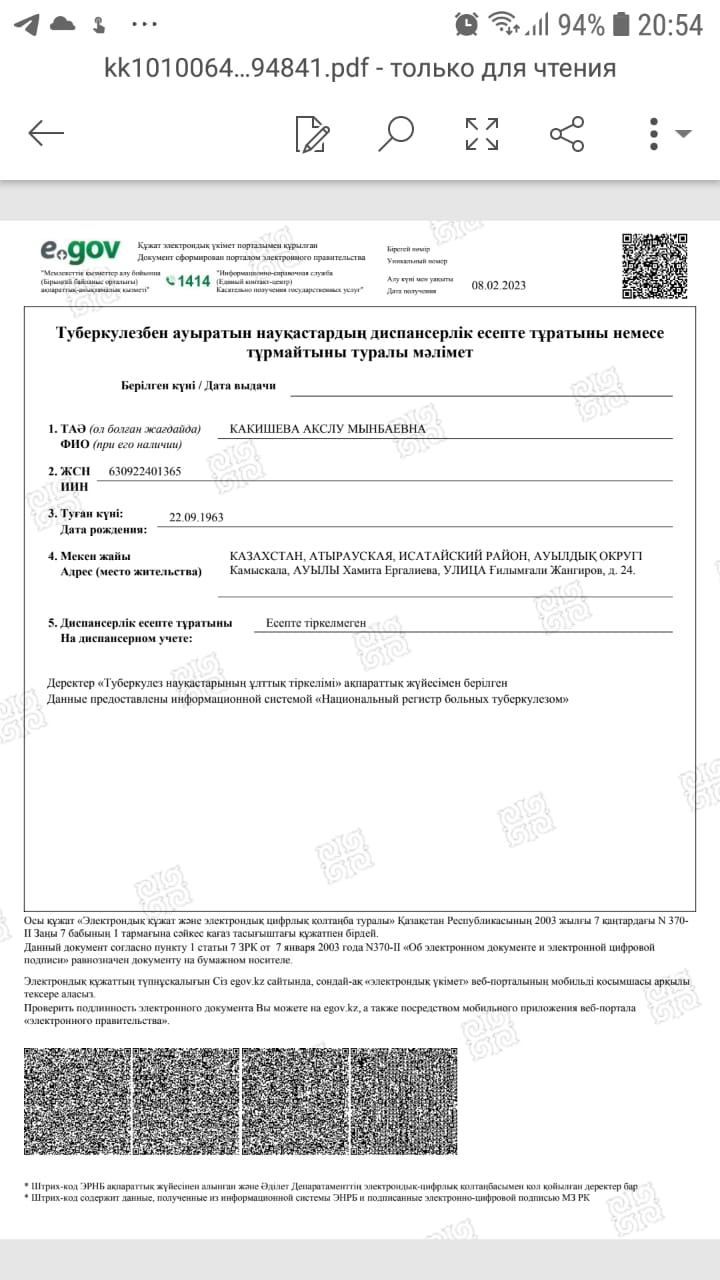 94% 20:54
kk1010064...94841.pdf - только для чтения
e.gov
Құжат электрондық үкімет порталымен құрылған
Документ сформирован порталом электронного правительства
"Мемлекеттік қызметтер алу бойынша
(Бірыңғай байланыс орталығы)
ақпараттық-анықтамалық қызметі"
1414
"Информационно-справочная служба
(Единый контакт-центр)
Касательно получения государственных услуг"
Бірегей нөмір
Уникальный номер
Алу күні мен уақыты
Дата получения
08.02.2023
Туберкулезбен ауыратын науқастардың диспансерлік есепте тұратыны немесе
тұрмайтыны туралы мәлімет
Берілген күні / Дата выдачи
1. ТАӘ (ол болған жағдайда) КАКИШЕВА АКСЛУ МЫНБАЕВНА
ФИО (при его наличии)
2. ЖСН 630922401365
ИИН
3. Туған күні: 22.09.1963
Дата рождения:
4. Мекен жайы КАЗАХСТАН, АТЫРАУСКАЯ, ИСАТАЙСКИЙ РАЙОН, АУЫЛДЫҚ ОКРУГІ
Адрес (место жительства) Камыскала, АУЫЛЫ Хамита Ергалиева, УЛИЦА Ғилымғали Жангиров, д. 24.
5. Диспансерлік есепте тұратыны Есепте тіркелмеген
На диспансерном учете:
Деректер «Туберкулез науқастарының ұлттық тіркелімі» ақпараттық жүйесімен берілген
Данные предоставлены информационной системой «Национальный регистр больных туберкулезом»
Осы құжат «Электрондық құжат және электрондық цифрлық қолтаңба туралы» Қазақстан Республикасының 2003 жылғы 7 қаңтардағы N 370-
II Заңы 7 бабының 1 тармағына сәйкес қағаз тасығыштағы құжатпен бірдей.
Данный документ согласно пункту 1 статьи 7 ЗРК от 7 января 2003 года N370-II «Об электронном документе и электронной цифровой
подписи» равнозначен документу на бумажном носителе.
Электрондық құжаттың түпнұсқалығын Сіз egov.kz сайтында, сондай-ақ «электрондық үкімет» веб-порталының мобильді қосымшасы арқылы
тексере аласыз.
Проверить подлинность электронного документа Вы можете на egov.kz, а также посредством мобильного приложения веб-портала
«электронного правительства».
* Штрих-код ЭРНБ ақпараттық жүйесінен алынған және Әділет Департаменттің электрондық-цифрлық қолтаңбасымен қол қойылған деректер бар
* Штрих-код содержит данные, полученные из информационной системы ЭНРБ и подписанные электронно-цифровой подписью МЗ РК